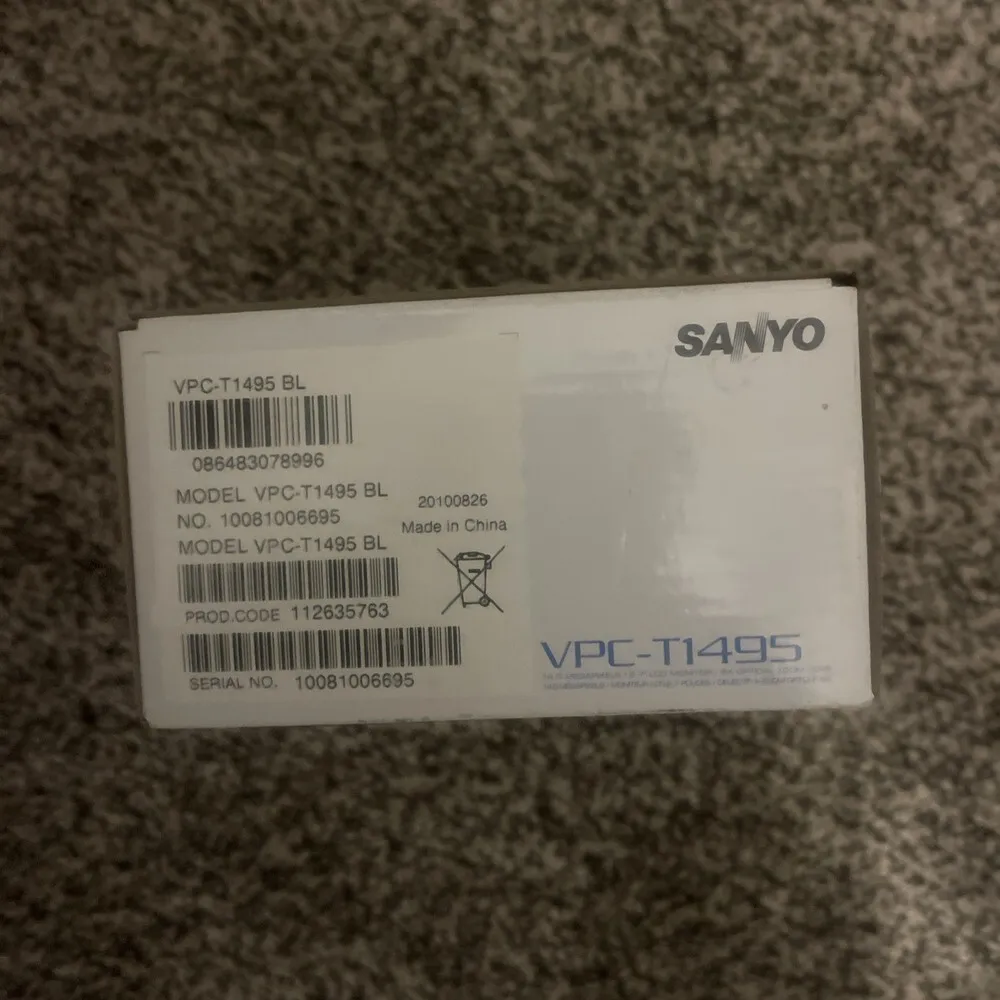 VPC-T1495 BL
086483078996
MODEL VPC-T1495 BL
NO. 10081006695
MODEL VPC-T1495 BL
PROD.CODE 112635763
SERIAL NO. 10081006695
20100826
Made in China
SANYO
VPC-T1495